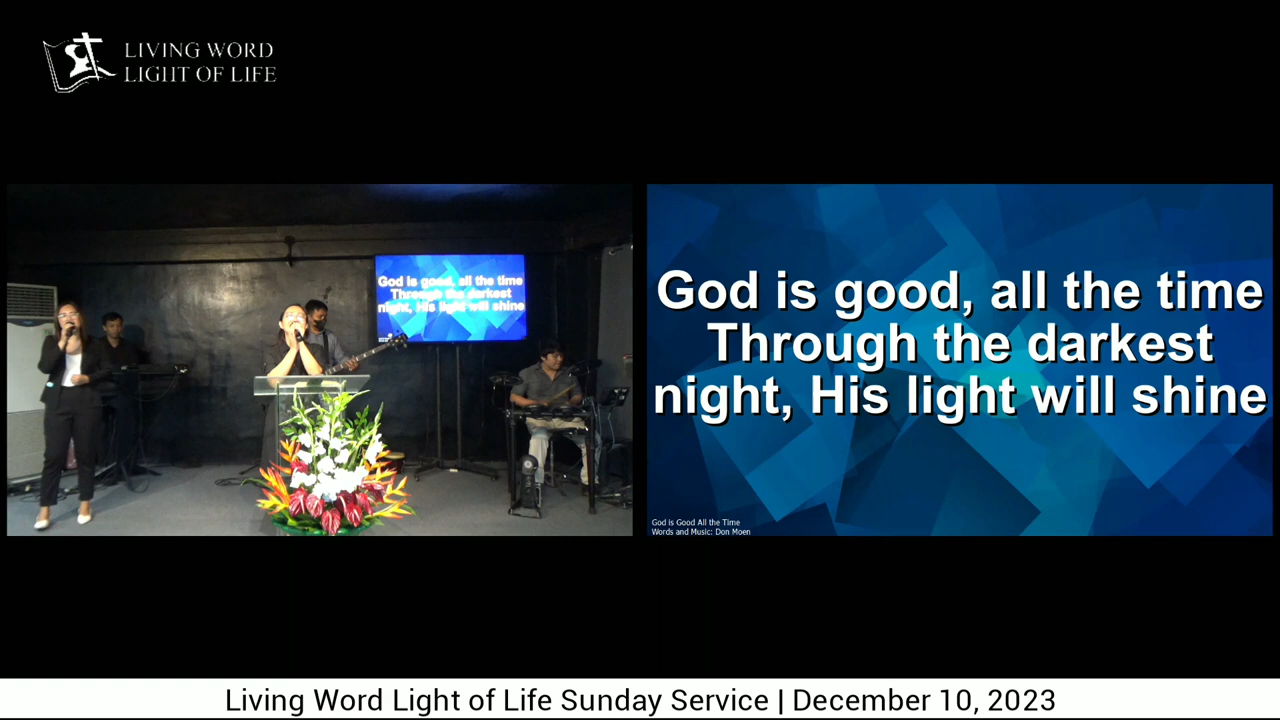 LIVING WORD
LIGHT OF LIFE
God is good, all the time
Through the darkest
night, His light will shine
God is good, all the time
Through the darkest
night, His light will shine
God is Good All the Time
Words and Music: Don Moen
Living Word Light of Life Sunday Service | December 10, 2023